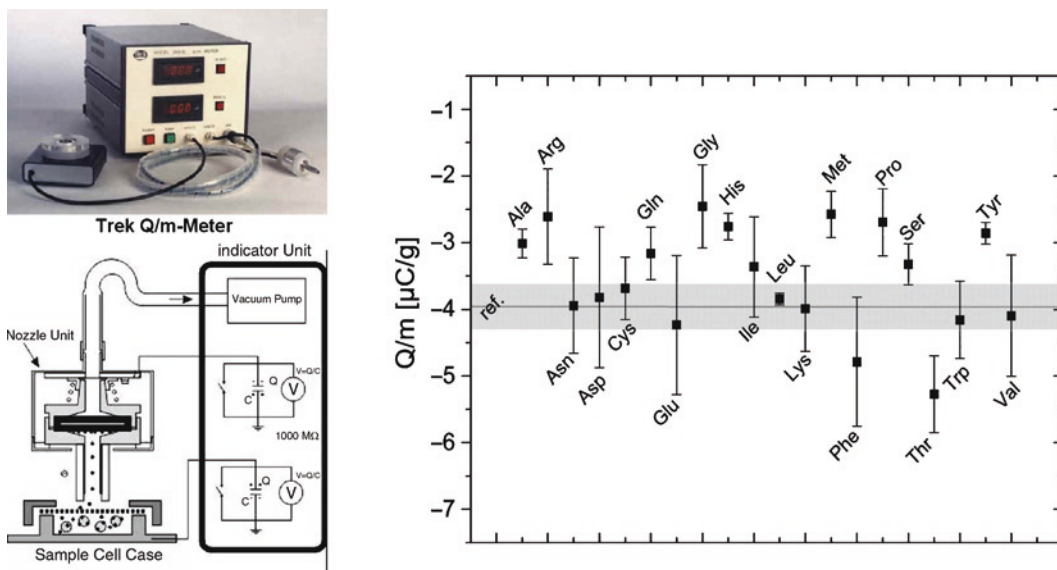 Trek Q/m-Meter
indicator Unit
Vacuum Pump
Nozzle Unit
V=Q/C
Q
C
V
1000 MΩ
V=Q/C
Q
C
V
Sample Cell Case
Q/m [µC/g]
−1
−2
−3
−4
−5
−6
−7
ref.
Ala
Arg
Asn
Asp
Cys
Gln
Glu
Gly
His
Ile
Leu
Lys
Met
Phe
Pro
Ser
Thr
Trp
Tyr
Val